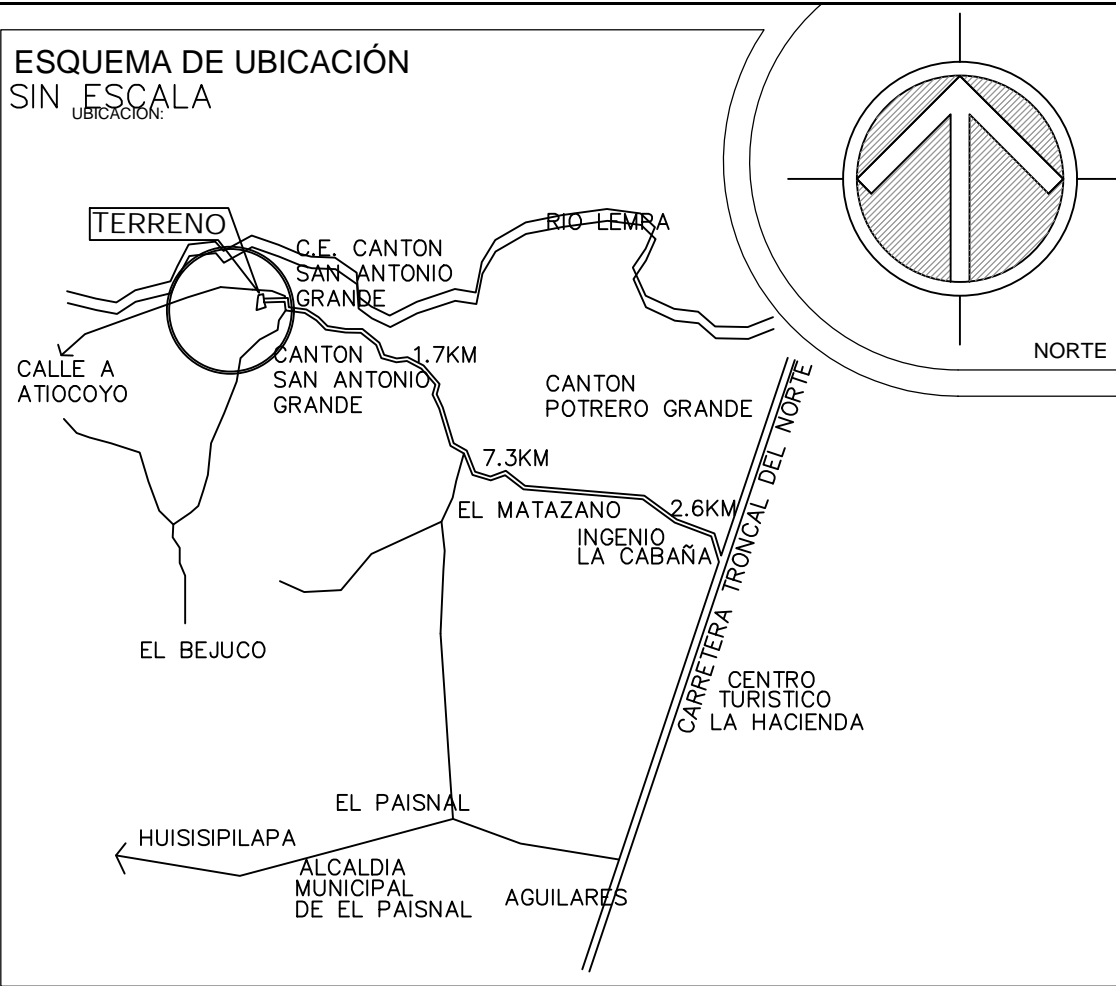 ESQUEMA DE UBICACIÓN
SIN ESCALA
UBICACIÓN:
NORTE
TERRENO
RIO LEMPA
C.E. CANTON
SAN ANTONIO
GRANDE
CALLE A
ATIOCOYO
CANTON
SAN ANTONIO
GRANDE
1.7KM
CANTON
POTRERO GRANDE
7.3KM
EL MATAZANO
2.6KM
INGENIO
LA CABAÑA
CARRETERA TRONCAL DEL NORTE
EL BEJUCO
CENTRO
TURISTICO
LA HACIENDA
EL PAISNAL
HUISISIPILAPA
ALCALDIA
MUNICIPAL
DE EL PAISNAL
AGUILARES